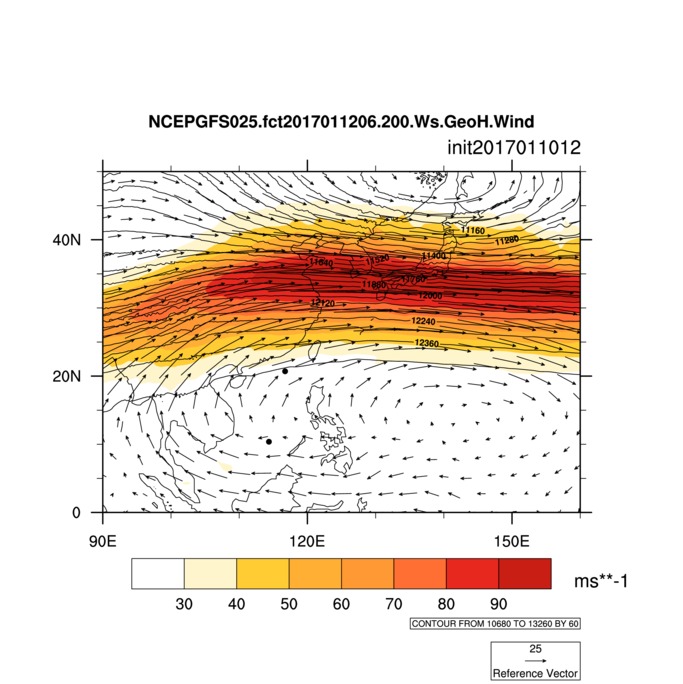 NCEPGFS025.fct2017011206.200.Ws.GeoH.Wind
init2017011012
11160
11280
40N
11400
11520
11640
11760
11880
12000
12120
12240
12360
20N
0
90E 120E 150E
ms**-1
30 40 50 60 70 80 90
CONTOUR FROM 10680 TO 13260 BY 60
25
Reference Vector